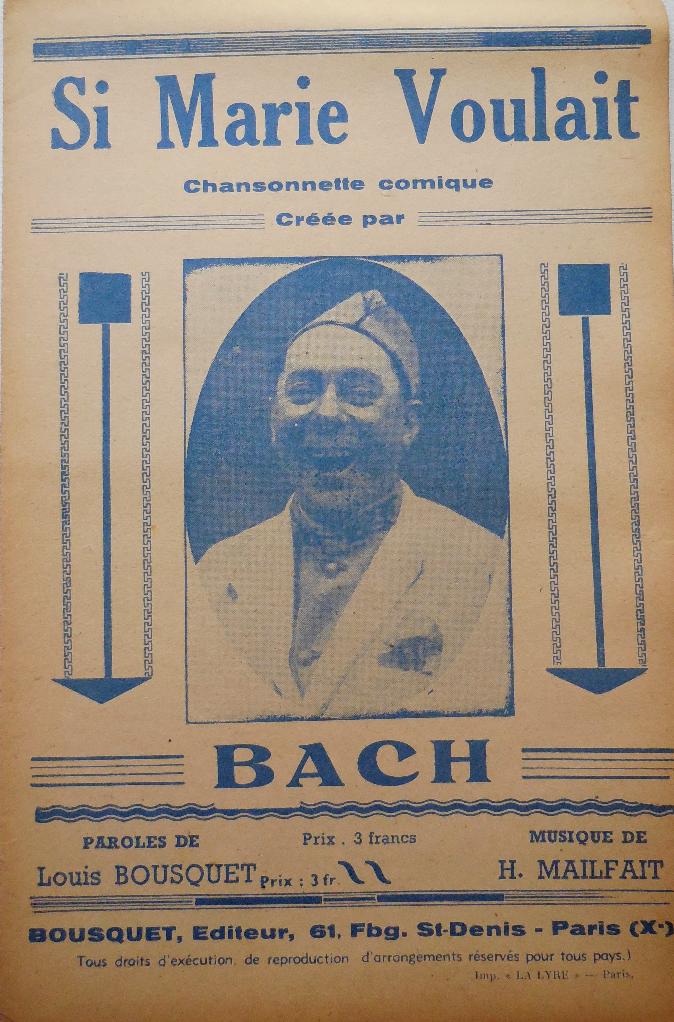 Si Marie Voulait
Chansonnette comique
Créée par
BACH
PAROLES DE
Louis BOUSQUET
Prix . 3 francs
Prix : 3 fr.
MUSIQUE DE
H. MAILFAIT
BOUSQUET, Editeur, 61, Fbg. St-Denis - Paris (X·)
Tous droits d'exécution, de reproduction d'arrangements réservés pour tous pays.)
Imp. « LA LYRE » — Paris.